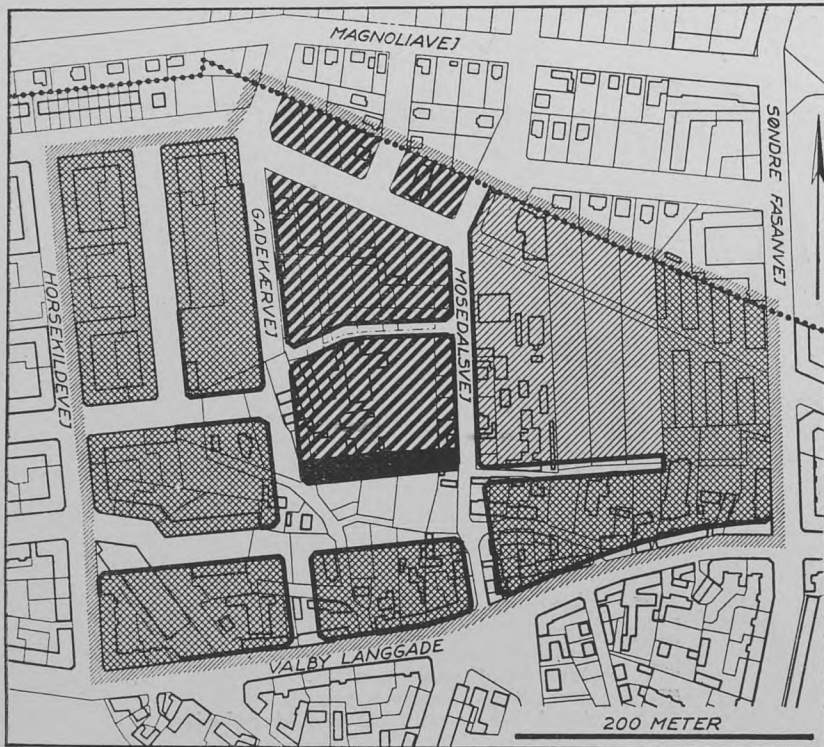 MAGNOLIAVEJ
SØNDRE FASANVEJ
GADEKÆRVEJ
MOSEDALSVEJ
HORSEKILDEVEJ
VALBY LANGGADE
200 METER